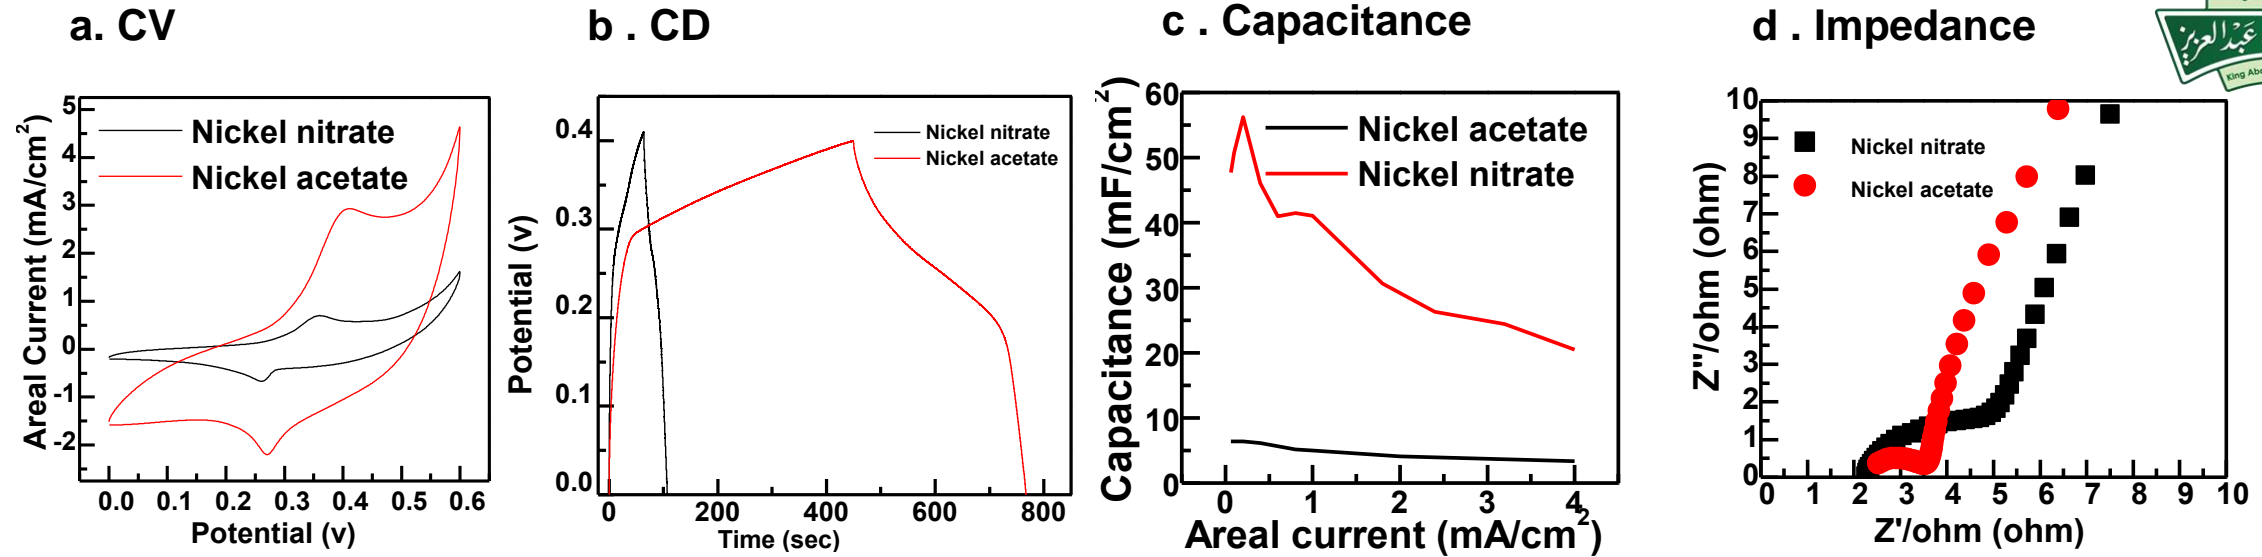 a. CV
b . CD
c . Capacitance
d . Impedance
عبدالعزيز
King Abd
5
4
3
2
1
0
-1
-2
Areal Current (mA/cm²)
Nickel nitrate
Nickel acetate
0.0 0.1 0.2 0.3 0.4 0.5 0.6
Potential (v)
0.4
0.3
0.2
0.1
0.0
Potential (v)
Nickel nitrate
Nickel acetate
0 200 400 600 800
Time (sec)
60
50
40
30
20
10
0
Capacitance (mF/cm²)
Nickel acetate
Nickel nitrate
0 1 2 3 4
Areal current (mA/cm²)
10
9
8
7
6
5
4
3
2
1
0
Z"/ohm (ohm)
Nickel nitrate
Nickel acetate
0 1 2 3 4 5 6 7 8 9 10
Z'/ohm (ohm)